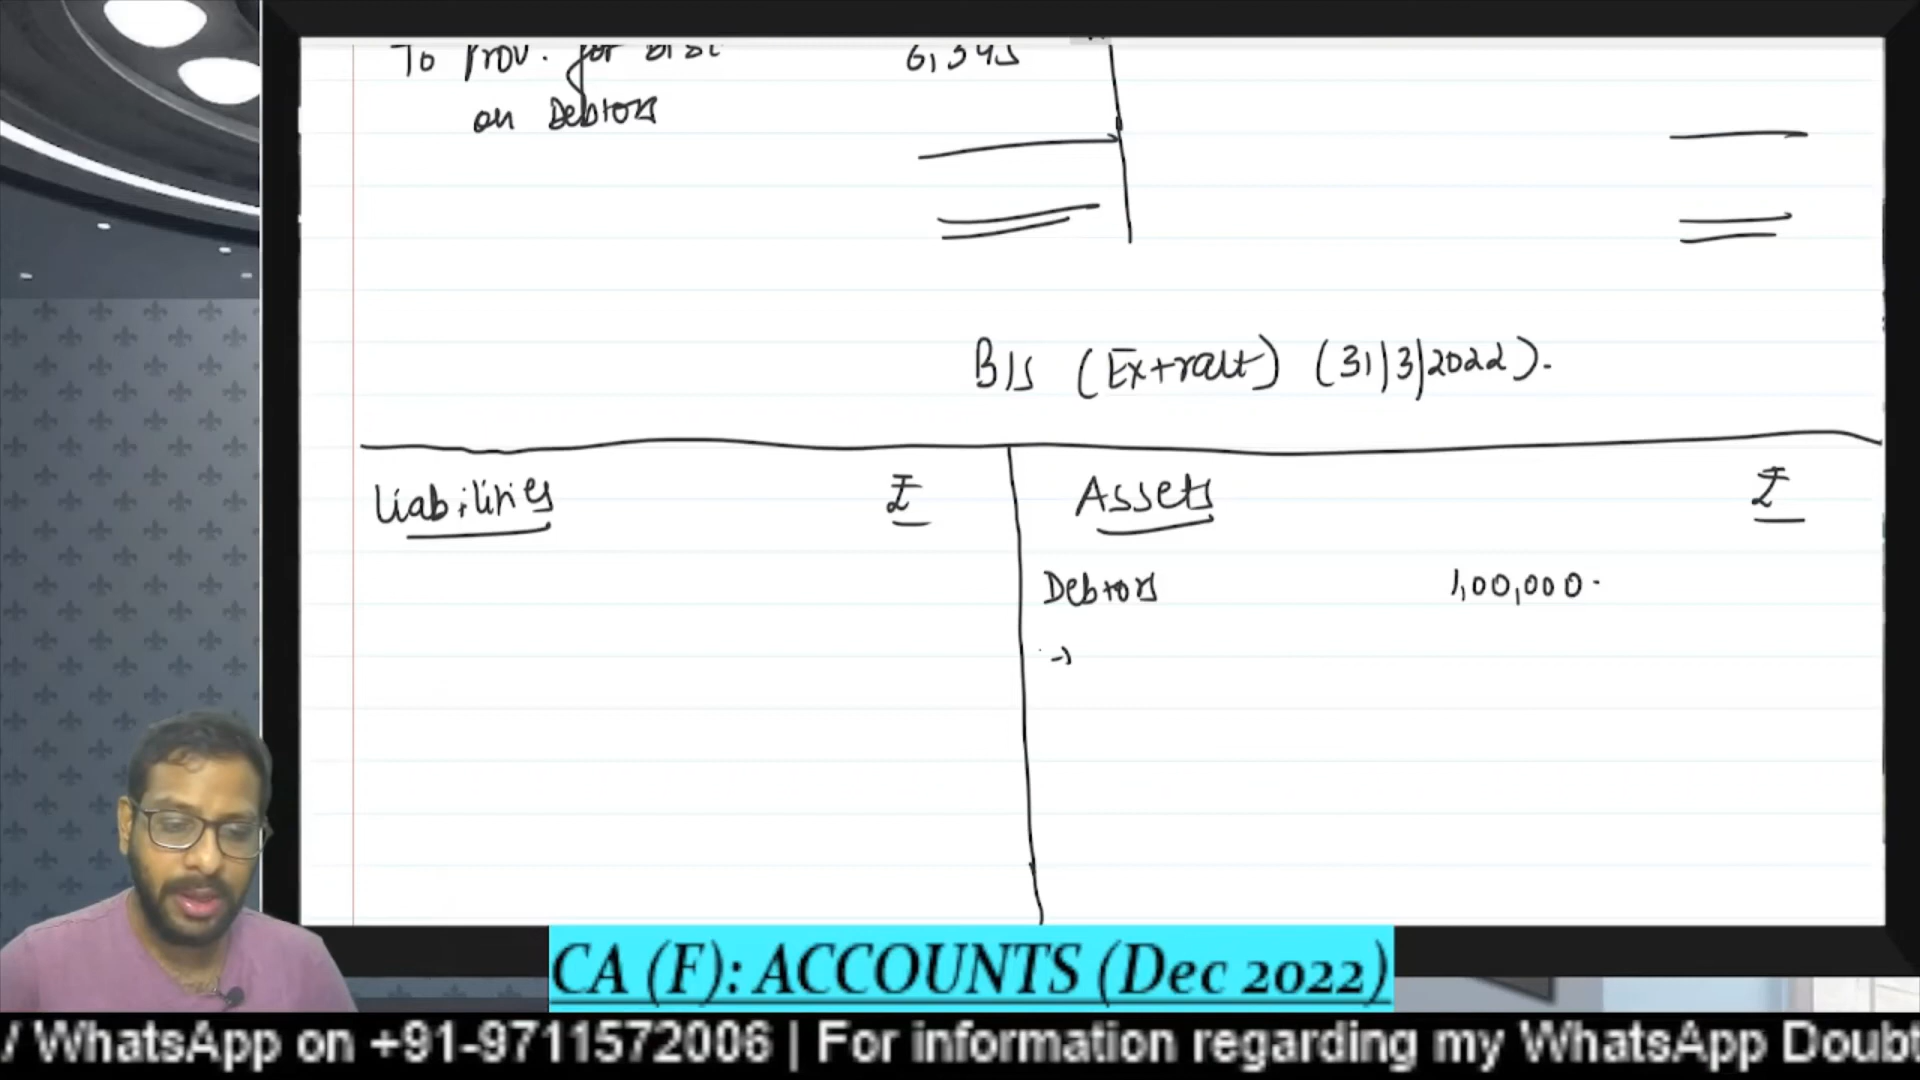 To Prov. for Disc 6,345
on Debtors
B/S (Extract) (31/3/2022).
Liabilities ₹ Assets ₹
Debtors 1,00,000.
CA (F): ACCOUNTS (Dec 2022)
/ WhatsApp on +91-9711572006 | For information regarding my WhatsApp Doubt